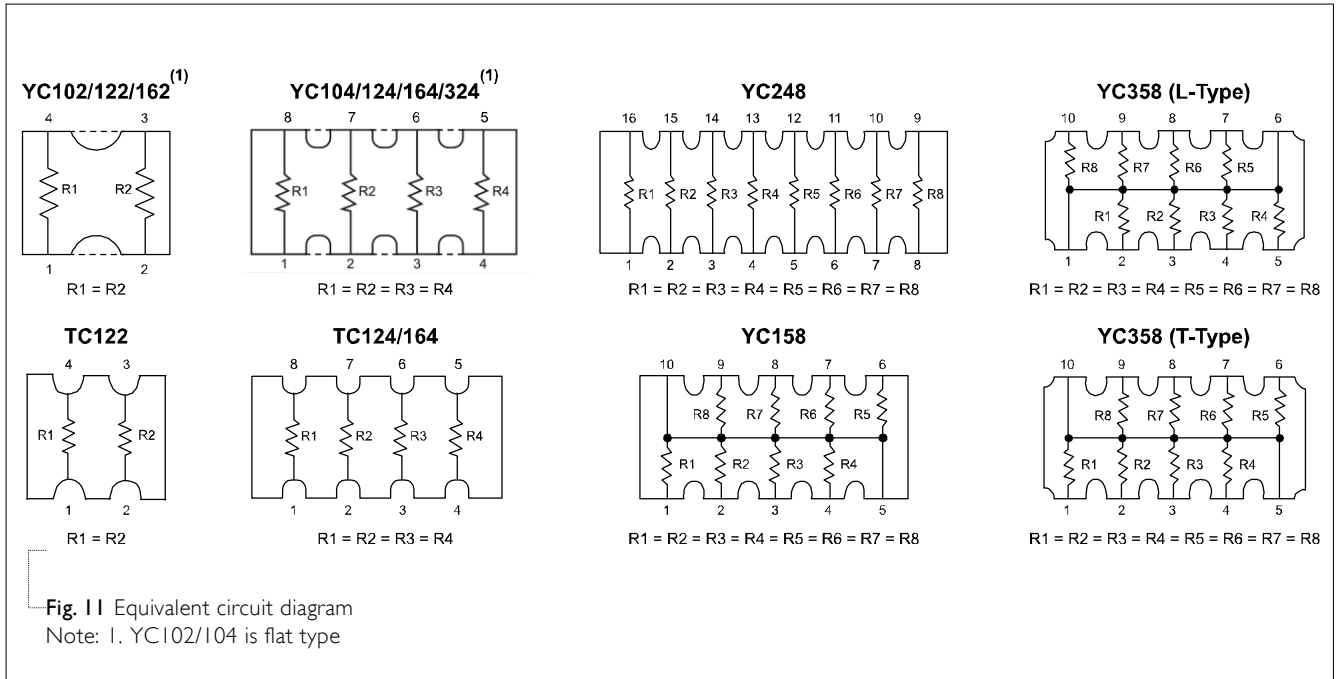 YC102/122/162(1)
4 3
R1 R2
1 2
R1 = R2
YC104/124/164/324(1)
8 7 6 5
R1 R2 R3 R4
1 2 3 4
R1 = R2 = R3 = R4
YC248
16 15 14 13 12 11 10 9
R1 R2 R3 R4 R5 R6 R7 R8
1 2 3 4 5 6 7 8
R1 = R2 = R3 = R4 = R5 = R6 = R7 = R8
YC358 (L-Type)
10 9 8 7 6
R8 R7 R6 R5
R1 R2 R3 R4
1 2 3 4 5
R1 = R2 = R3 = R4 = R5 = R6 = R7 = R8
TC122
4 3
R1 R2
1 2
R1 = R2
TC124/164
8 7 6 5
R1 R2 R3 R4
1 2 3 4
R1 = R2 = R3 = R4
YC158
10 9 8 7 6
R8 R7 R6 R5
R1 R2 R3 R4
1 2 3 4 5
R1 = R2 = R3 = R4 = R5 = R6 = R7 = R8
YC358 (T-Type)
10 9 8 7 6
R8 R7 R6 R5
R1 R2 R3 R4
1 2 3 4 5
R1 = R2 = R3 = R4 = R5 = R6 = R7 = R8
Fig. 11 Equivalent circuit diagram
Note: 1. YC102/104 is flat type